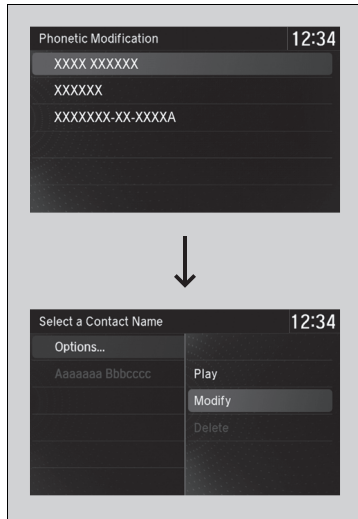 Phonetic Modification 12:34
XXXX XXXXXX
XXXXXX
XXXXXXX-XX-XXXXA
Select a Contact Name 12:34
Options...
Aaaaaaa Bbbcccc Play
Modify
Delete